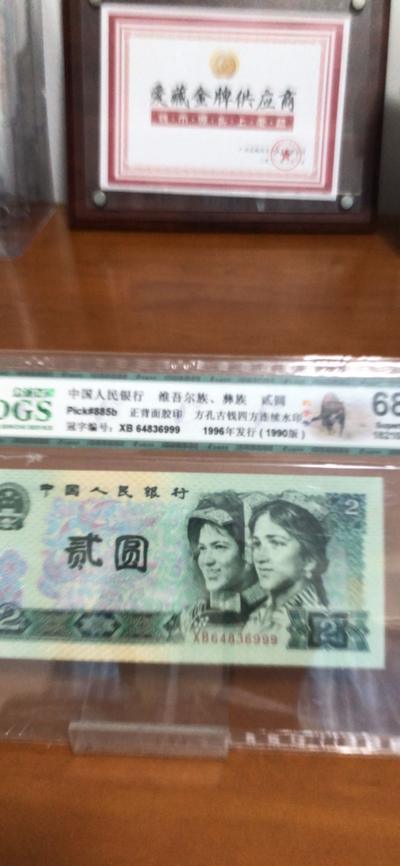 爱藏金牌供应商
中国人民银行 维吾尔族、彝族 贰圆
Pick#885b 正背面胶印 方孔古钱四方连续水印
冠字编号: XB 64836999 1996年发行(1990版)
OGS
68
Super
中国人民银行
贰圆
2
2
2
XB64836999